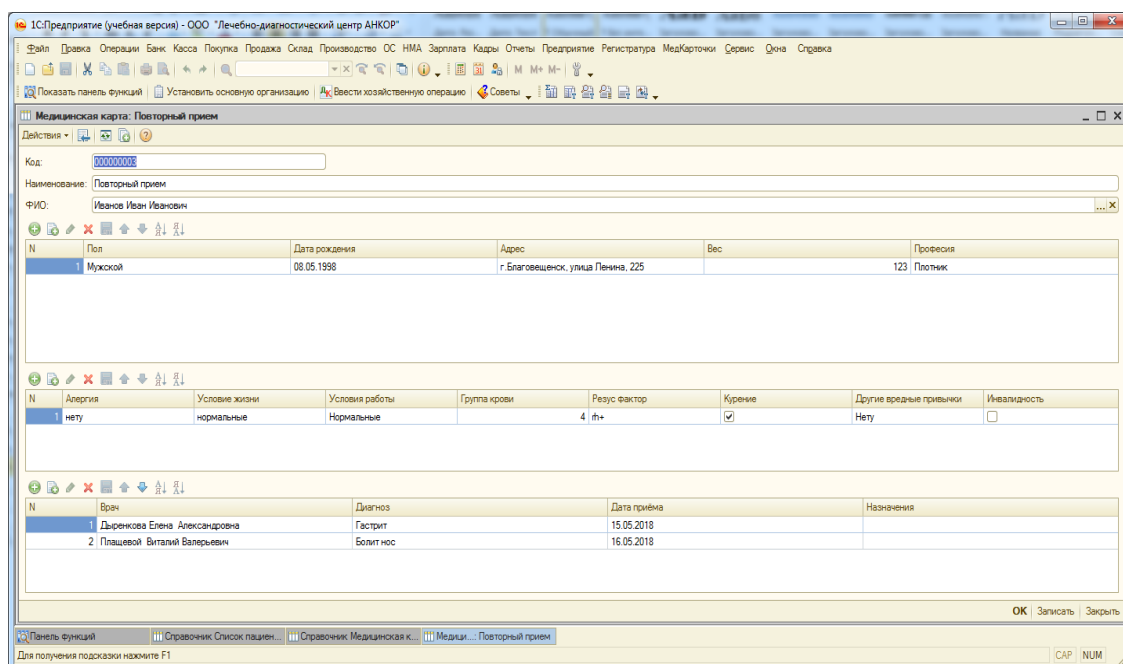 1С:Предприятие (учебная версия) - ООО "Лечебно-диагностический центр АНКОР"
Файл Правка Операции Банк Касса Покупка Продажа Склад Производство ОС НМА Зарплата Кадры Отчеты Предприятие Регистратура МедКарточки Сервис Окна Справка
M M+ M-
Показать панель функций Установить основную организацию Ввести хозяйственную операцию Советы
Медицинская карта: Повторный прием
Действия
Код: 000000003
Наименование: Повторный прием
ФИО: Иванов Иван Иванович ... x
N Пол Дата рождения Адрес Вес Професия
1 Мужской 08.05.1998 г.Благовещенск, улица Ленина, 225 123 Плотник
N Алергия Условие жизни Условия работы Группа крови Резус фактор Курение Другие вредные привычки Инвалидность
1 нету нормальные Нормальные 4 rh+ Нету
N Врач Диагноз Дата приёма Назначения
1 Дыренкова Елена Александровна Гастрит 15.05.2018
2 Плащевой Виталий Валерьевич Болит нос 16.05.2018
OK Записать Закрыть
Панель функций Справочник Список пациен... Справочник Медицинская к... Медици...: Повторный прием
Для получения подсказки нажмите F1 CAP NUM